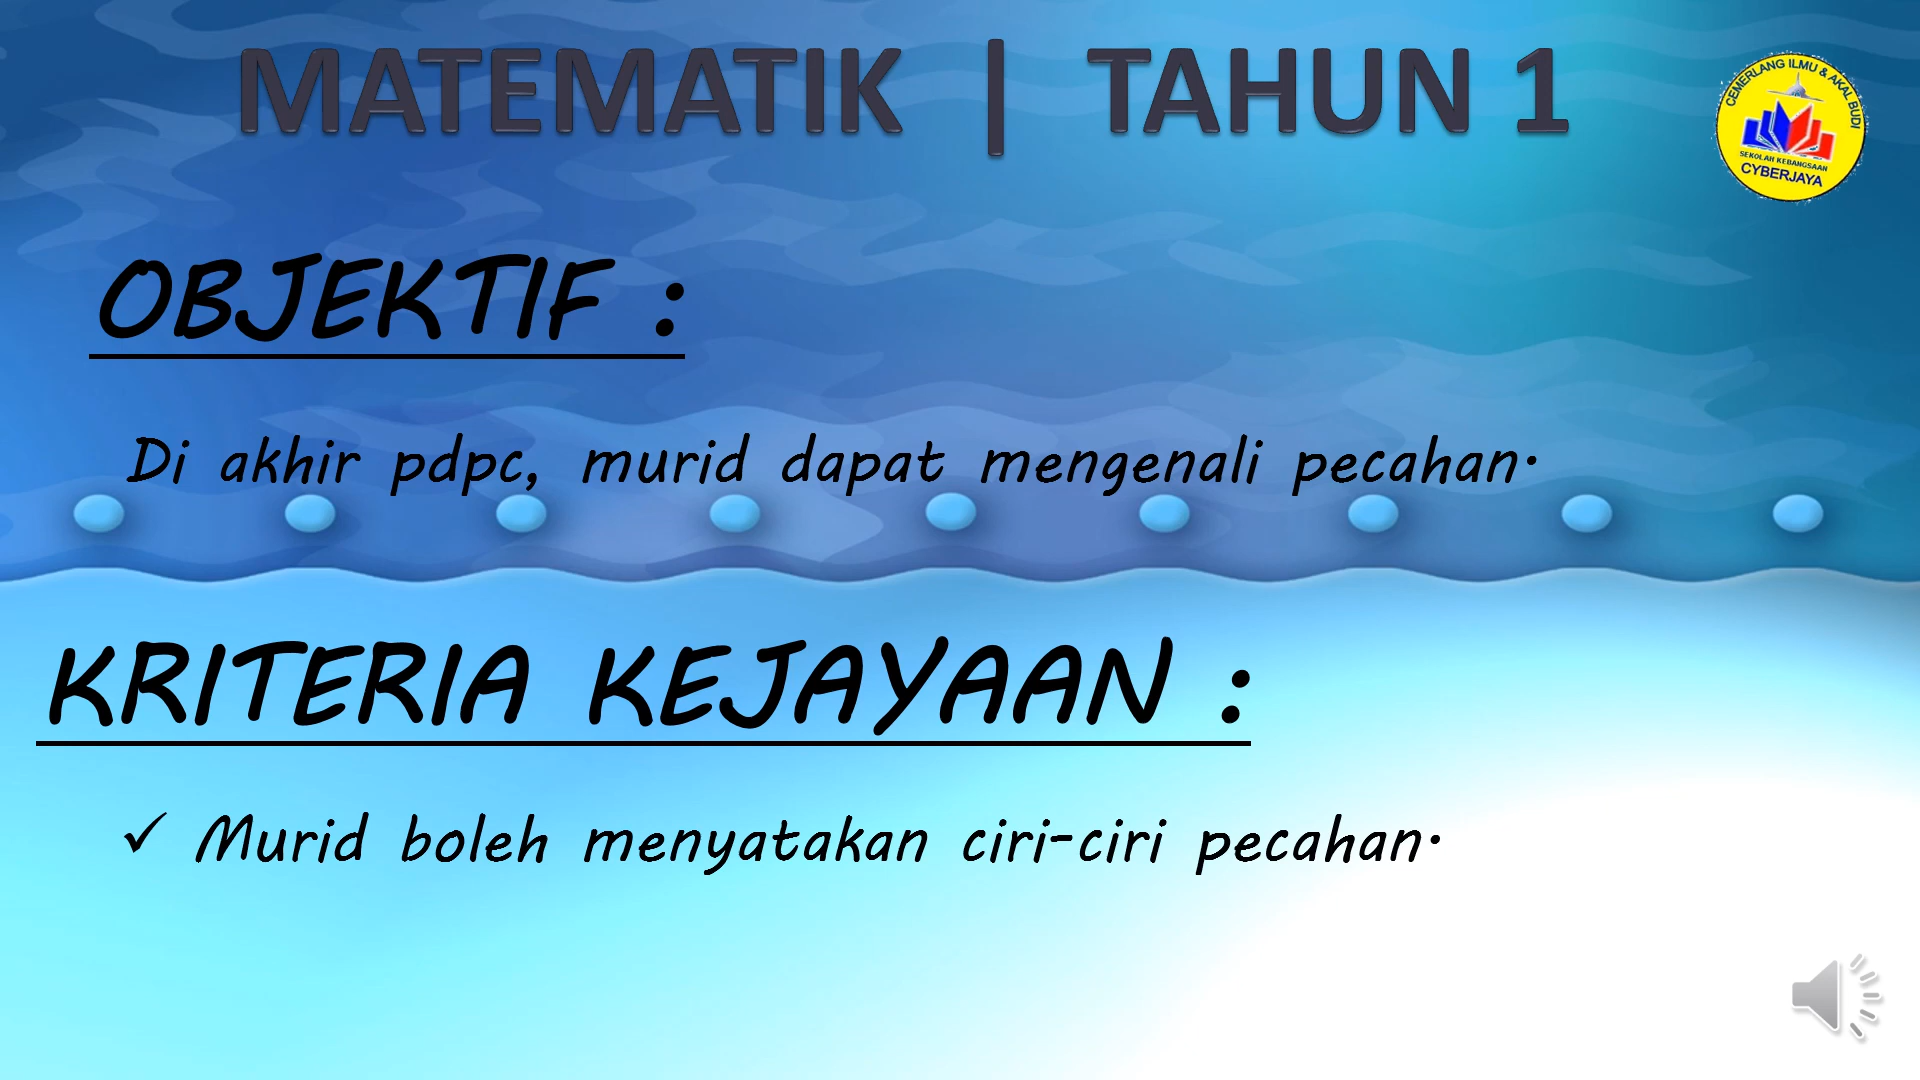 MATEMATIK | TAHUN 1
CEMERLANG ILMU & AKAL BUDI
SEKOLAH KEBANGSAAN
CYBERJAYA
OBJEKTIF :
Di akhir pdpc, murid dapat mengenali pecahan.
KRITERIA KEJAYAAN :
✓ Murid boleh menyatakan ciri-ciri pecahan.